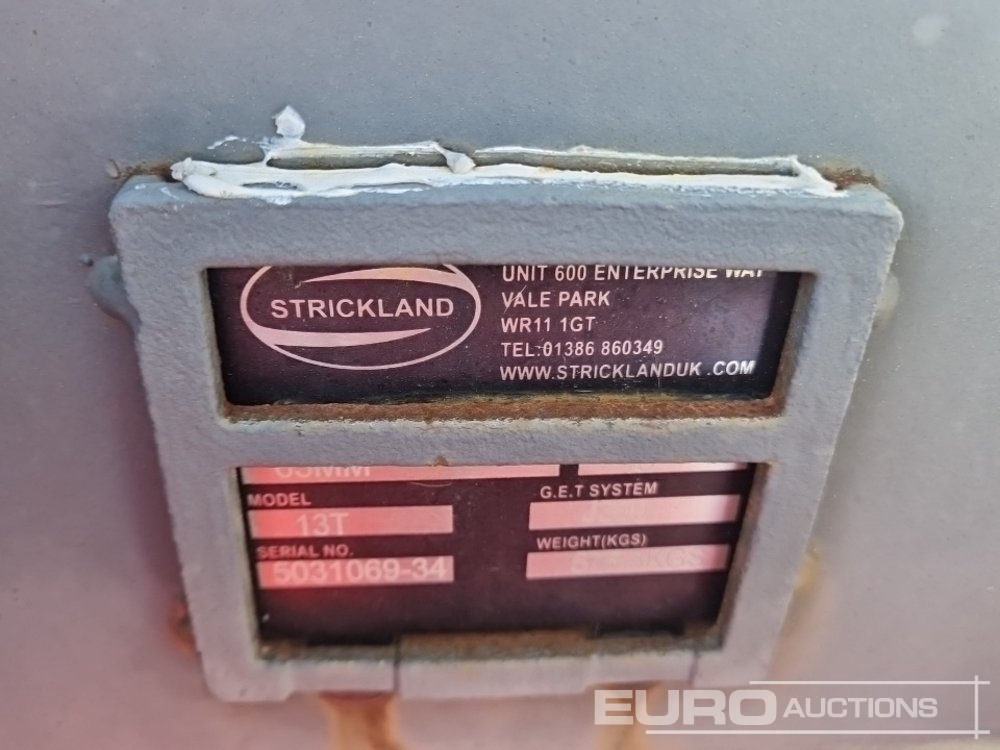 STRICKLAND
UNIT 600 ENTERPRISE WAY
VALE PARK
WR11 1GT
TEL:01386 860349
WWW.STRICKLANDUK.COM
65MM
MODEL
13T
SERIAL NO.
5031069-34
G.E.T SYSTEM
WEIGHT(KGS)
EURO AUCTIONS